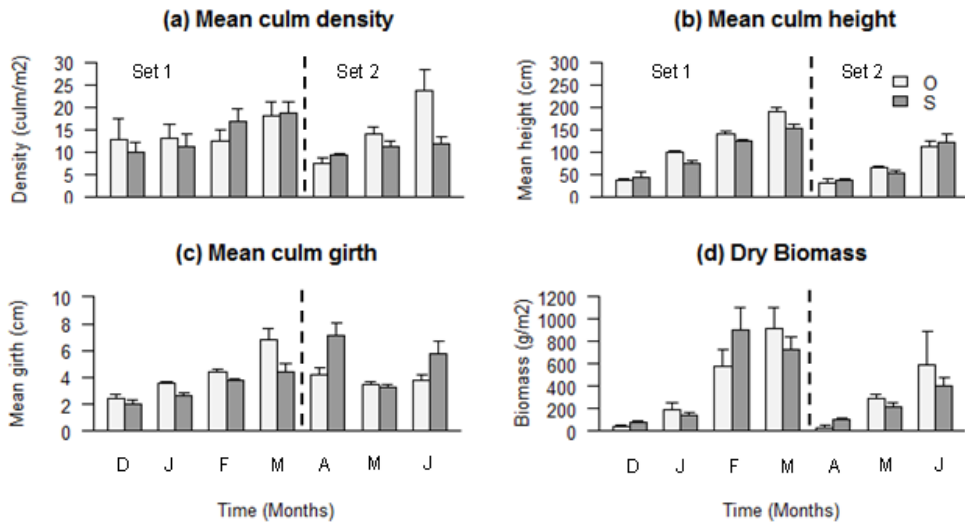 (a) Mean culm density
(b) Mean culm height
Density (culm/m2)
30
25
20
15
10
5
0
Set 1
Set 2
Mean height (cm)
300
250
200
150
100
50
0
Set 1
Set 2
O
S
(c) Mean culm girth
(d) Dry Biomass
Mean girth (cm)
10
8
6
4
2
0
D J F M A M J
Time (Months)
Biomass (g/m2)
1200
1000
800
600
400
200
0
D J F M A M J
Time (Months)